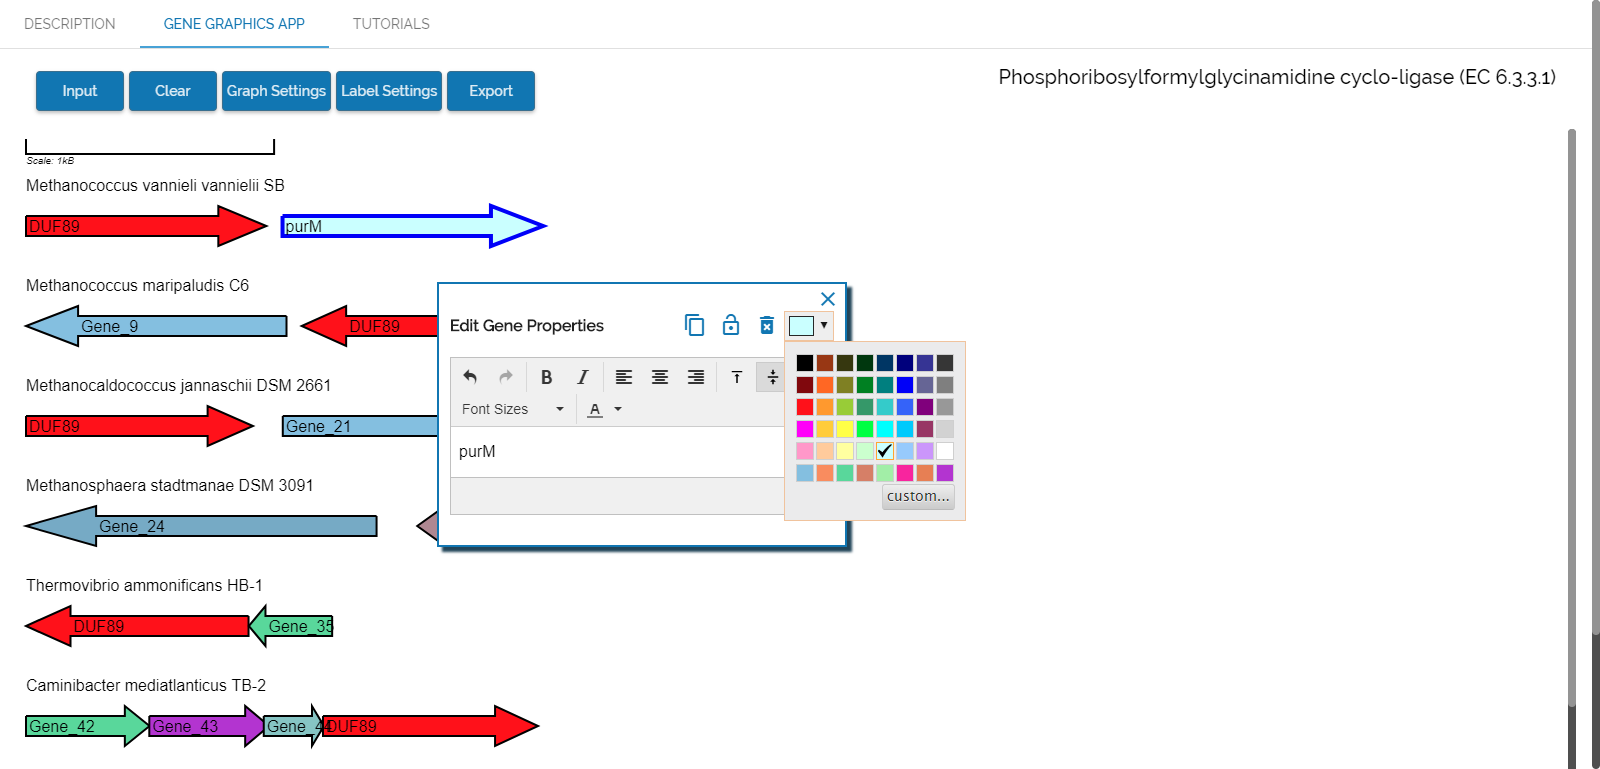 DESCRIPTION GENE GRAPHICS APP TUTORIALS
Input Clear Graph Settings Label Settings Export
Phosphoribosylformylglycinamidine cyclo-ligase (EC 6.3.3.1)
Scale: 1kB
Methanococcus vannieli vannielii SB
DUF89 purM
Methanococcus maripaludis C6
Gene_9 DUF89
Methanocaldococcus jannaschii DSM 2661
DUF89 Gene_21
Methanosphaera stadtmanae DSM 3091
Gene_24
Thermovibrio ammonificans HB-1
DUF89 Gene_35
Caminibacter mediatlanticus TB-2
Gene_42 Gene_43 Gene_44 DUF89
Edit Gene Properties
B I
Font Sizes A
purM
custom...